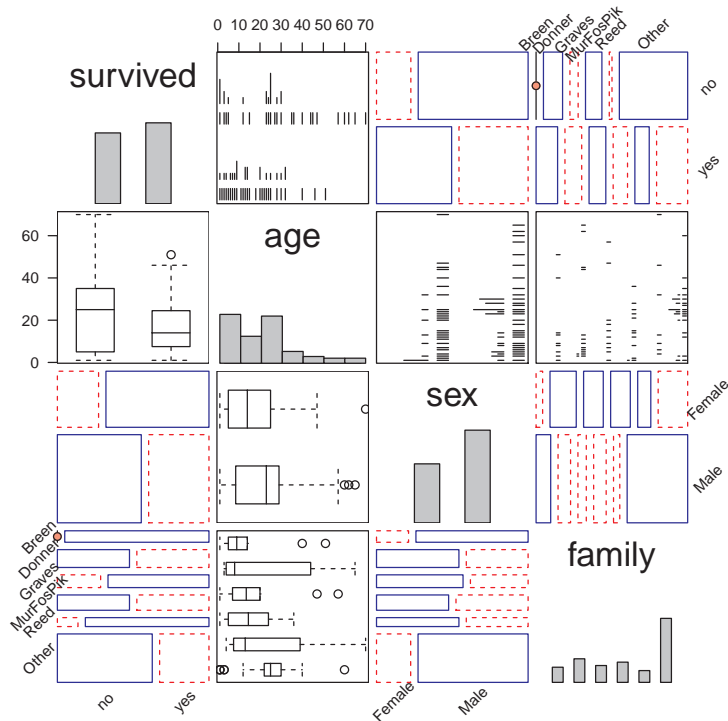 0 10 20 30 40 50 60 70
Breen
Donner
Graves
MurFosPik
Reed
Other
survived
no
yes
age
60
40
20
0
sex
Female
Male
family
Breen
Donner
Graves
MurFosPik
Reed
Other
no
yes
Female
Male